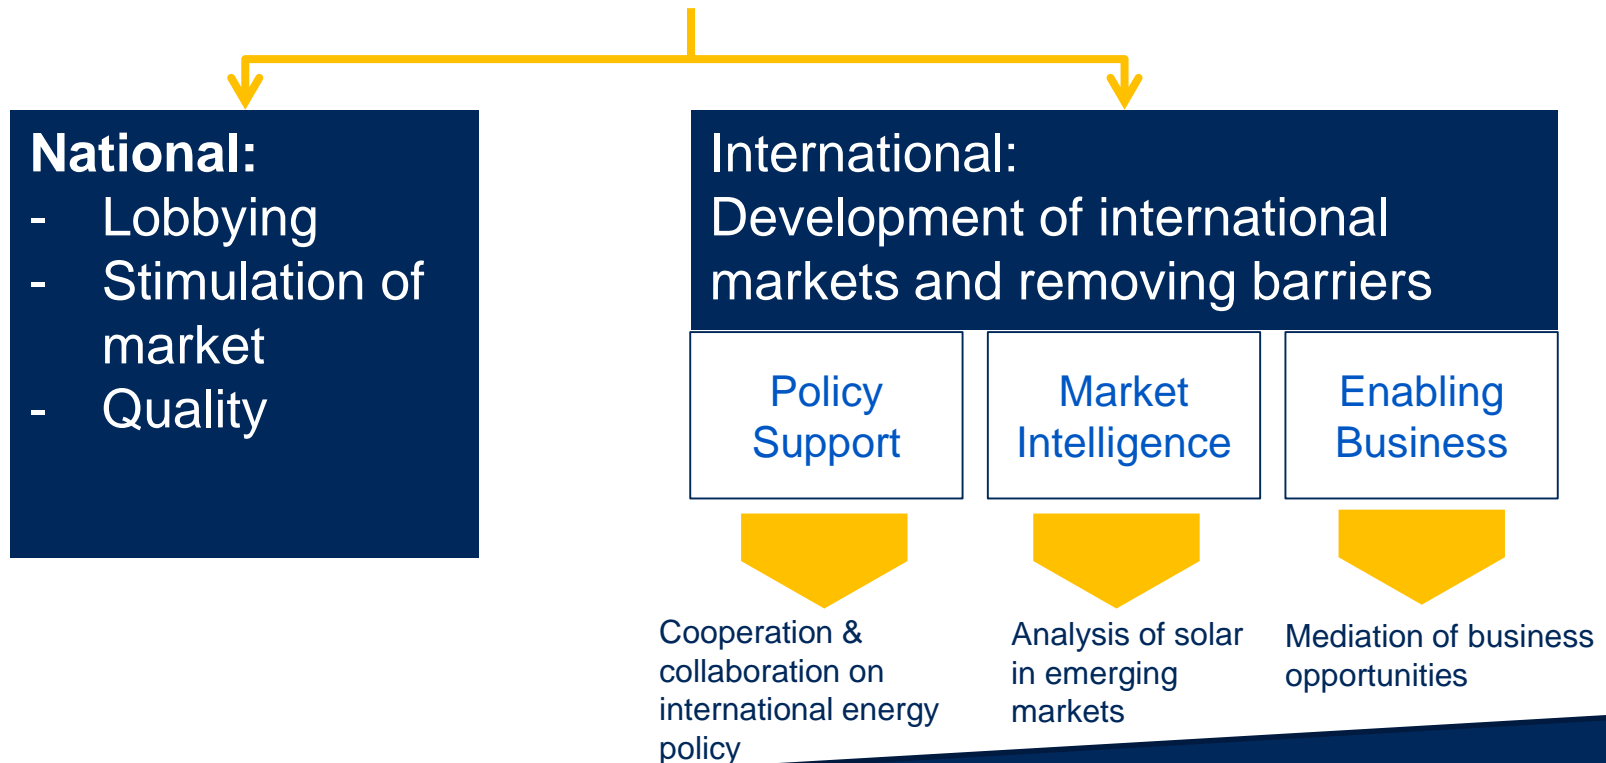 National:
- Lobbying
- Stimulation of
market
- Quality
International:
Development of international
markets and removing barriers
Policy
Support
Market
Intelligence
Enabling
Business
Cooperation &
collaboration on
international energy
policy
Analysis of solar
in emerging
markets
Mediation of business
opportunities